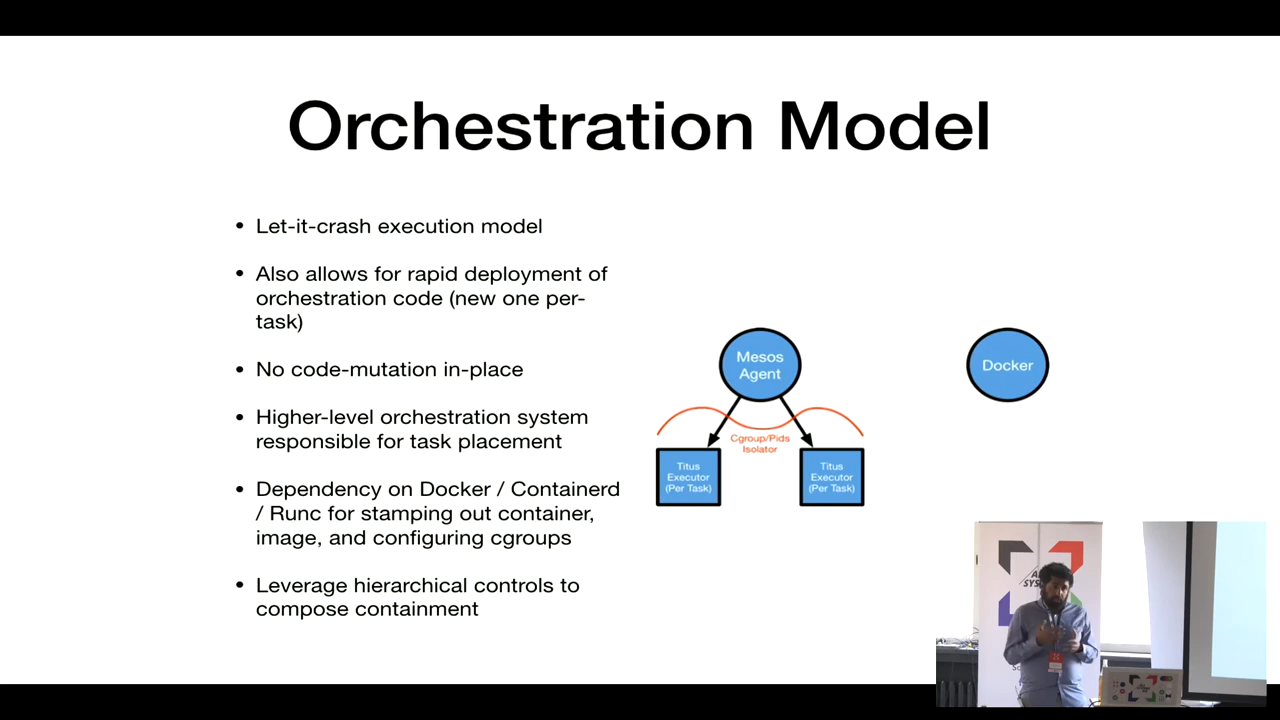 Orchestration Model
• Let-it-crash execution model
• Also allows for rapid deployment of
orchestration code (new one per-
task)
• No code-mutation in-place
• Higher-level orchestration system
responsible for task placement
• Dependency on Docker / Containerd
/ Runc for stamping out container,
image, and configuring cgroups
• Leverage hierarchical controls to
compose containment
Mesos
Agent
Docker
Cgroup/Pids
Isolator
Titus
Executor
(Per Task)
Titus
Executor
(Per Task)